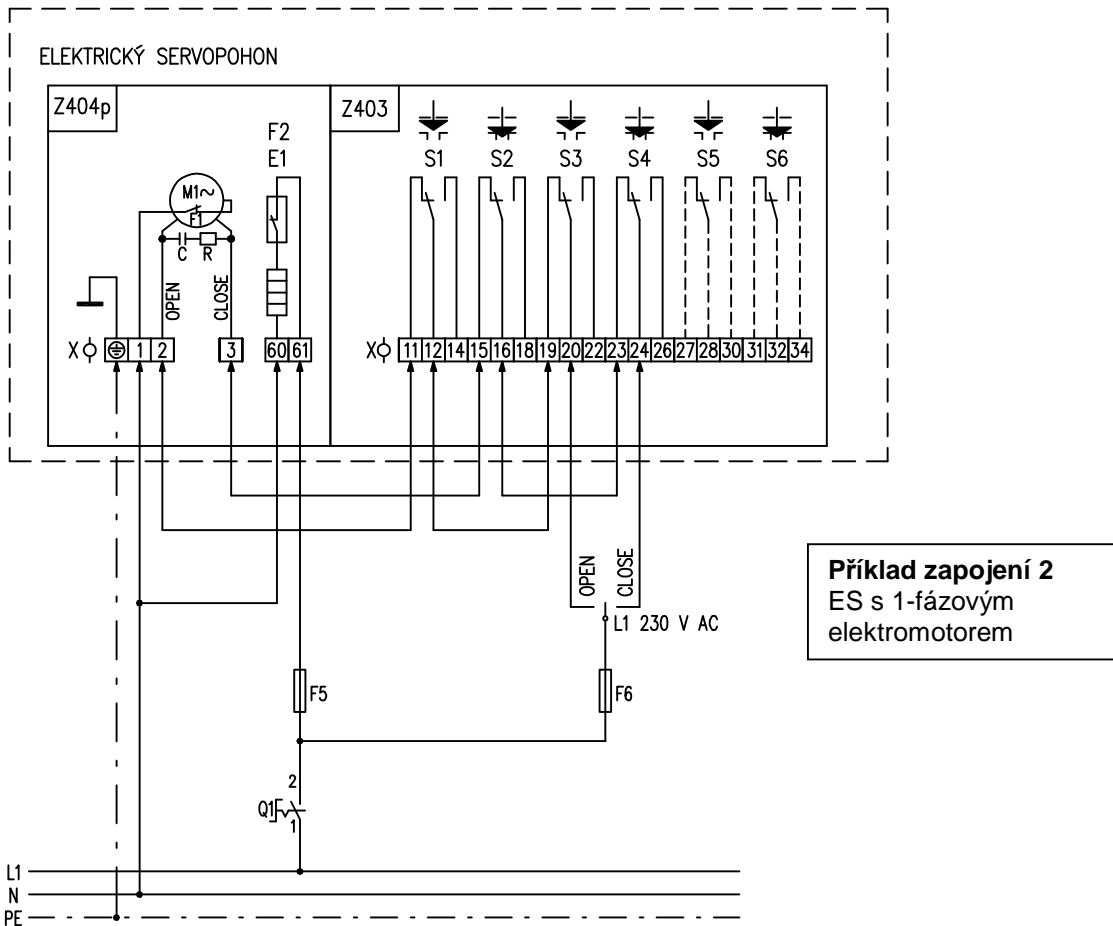 ELEKTRICKÝ SERVOPOHON
Z404p
Z403
F2
E1
S1 S2 S3 S4 S5 S6
M1~
F1
C R
OPEN
CLOSE
X 1 2 3 60 61
X 11 12 14 15 16 18 19 20 22 23 24 26 27 28 30 31 32 34
OPEN
CLOSE
L1 230 V AC
Příklad zapojení 2
ES s 1-fázovým
elektromotorem
F5
F6
2
Q1
1
L1
N
PE